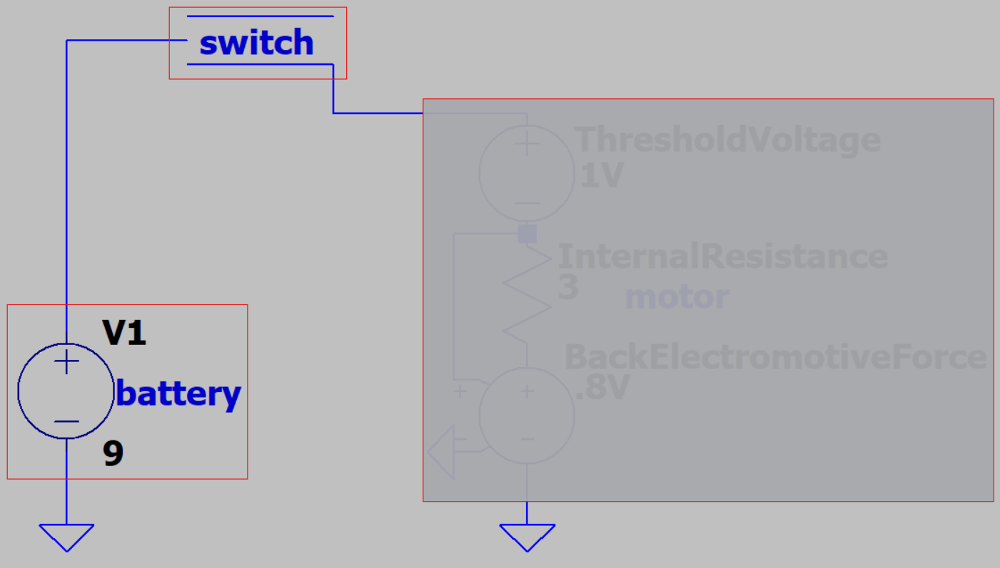 switch
ThresholdVoltage
1V
InternalResistance
3
motor
V1
battery
9
BackElectromotiveForce
.8V